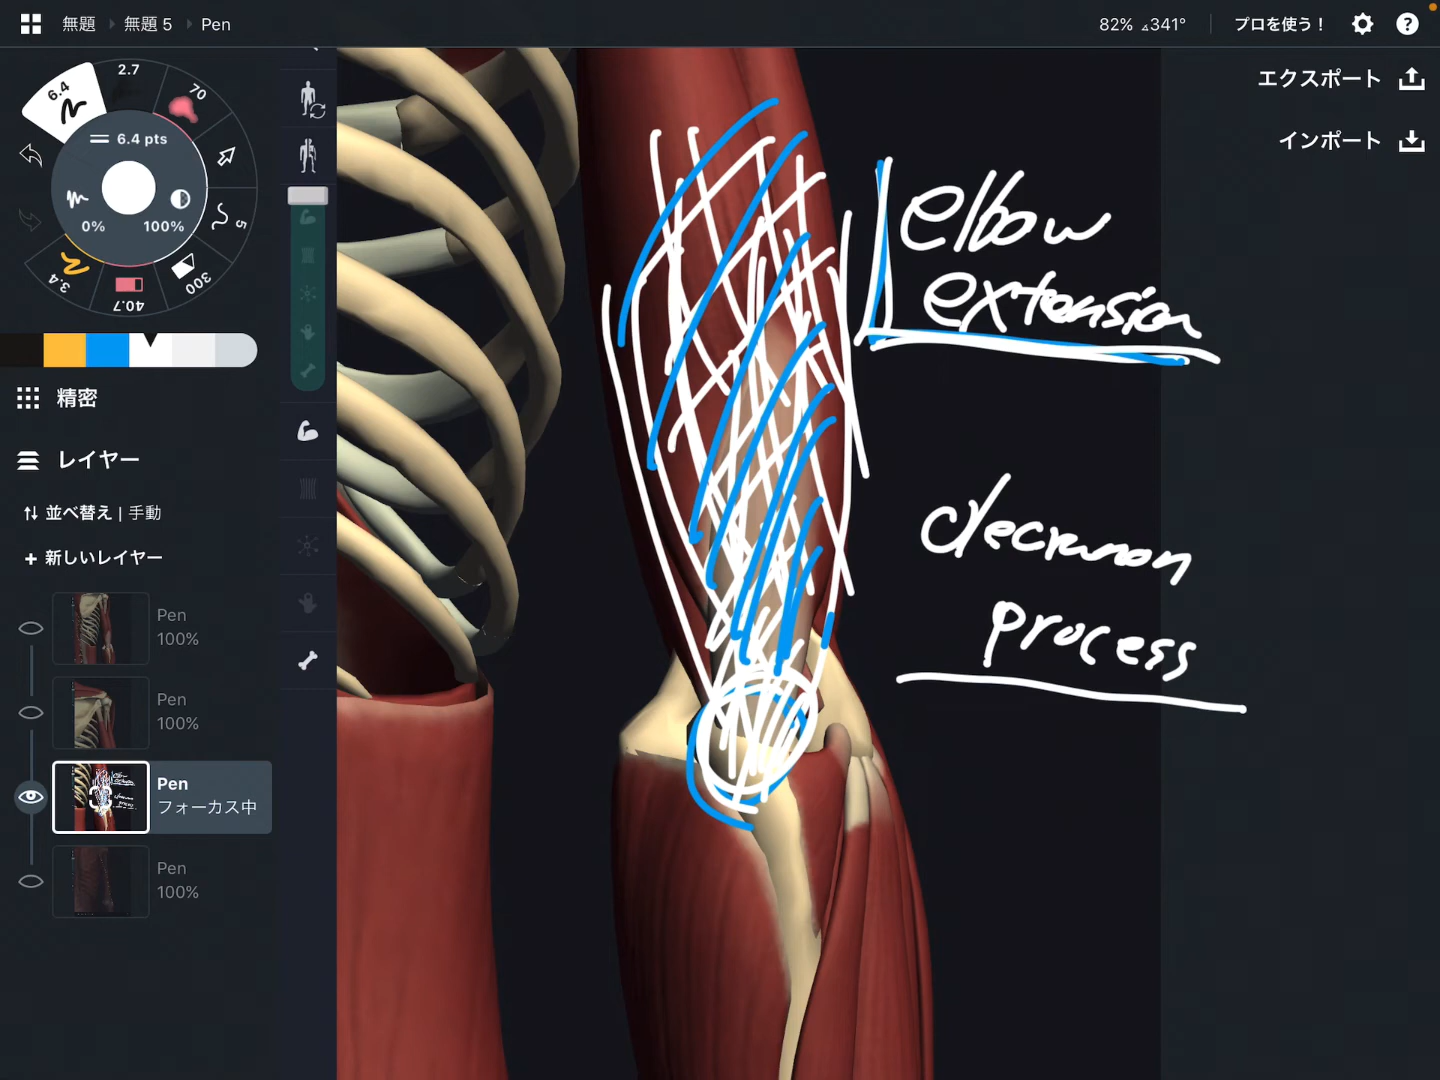 無題 無題 5 Pen
82% ⊿341°
プロを使う！
エクスポート
インポート
6.4
2.7
70
6.4 pts
0% 100%
5
3.4
40.7
300
精密
レイヤー
並べ替え | 手動
+ 新しいレイヤー
Pen
100%
Pen
100%
Pen
フォーカス中
Pen
100%
elbow
extension
olecranon
process